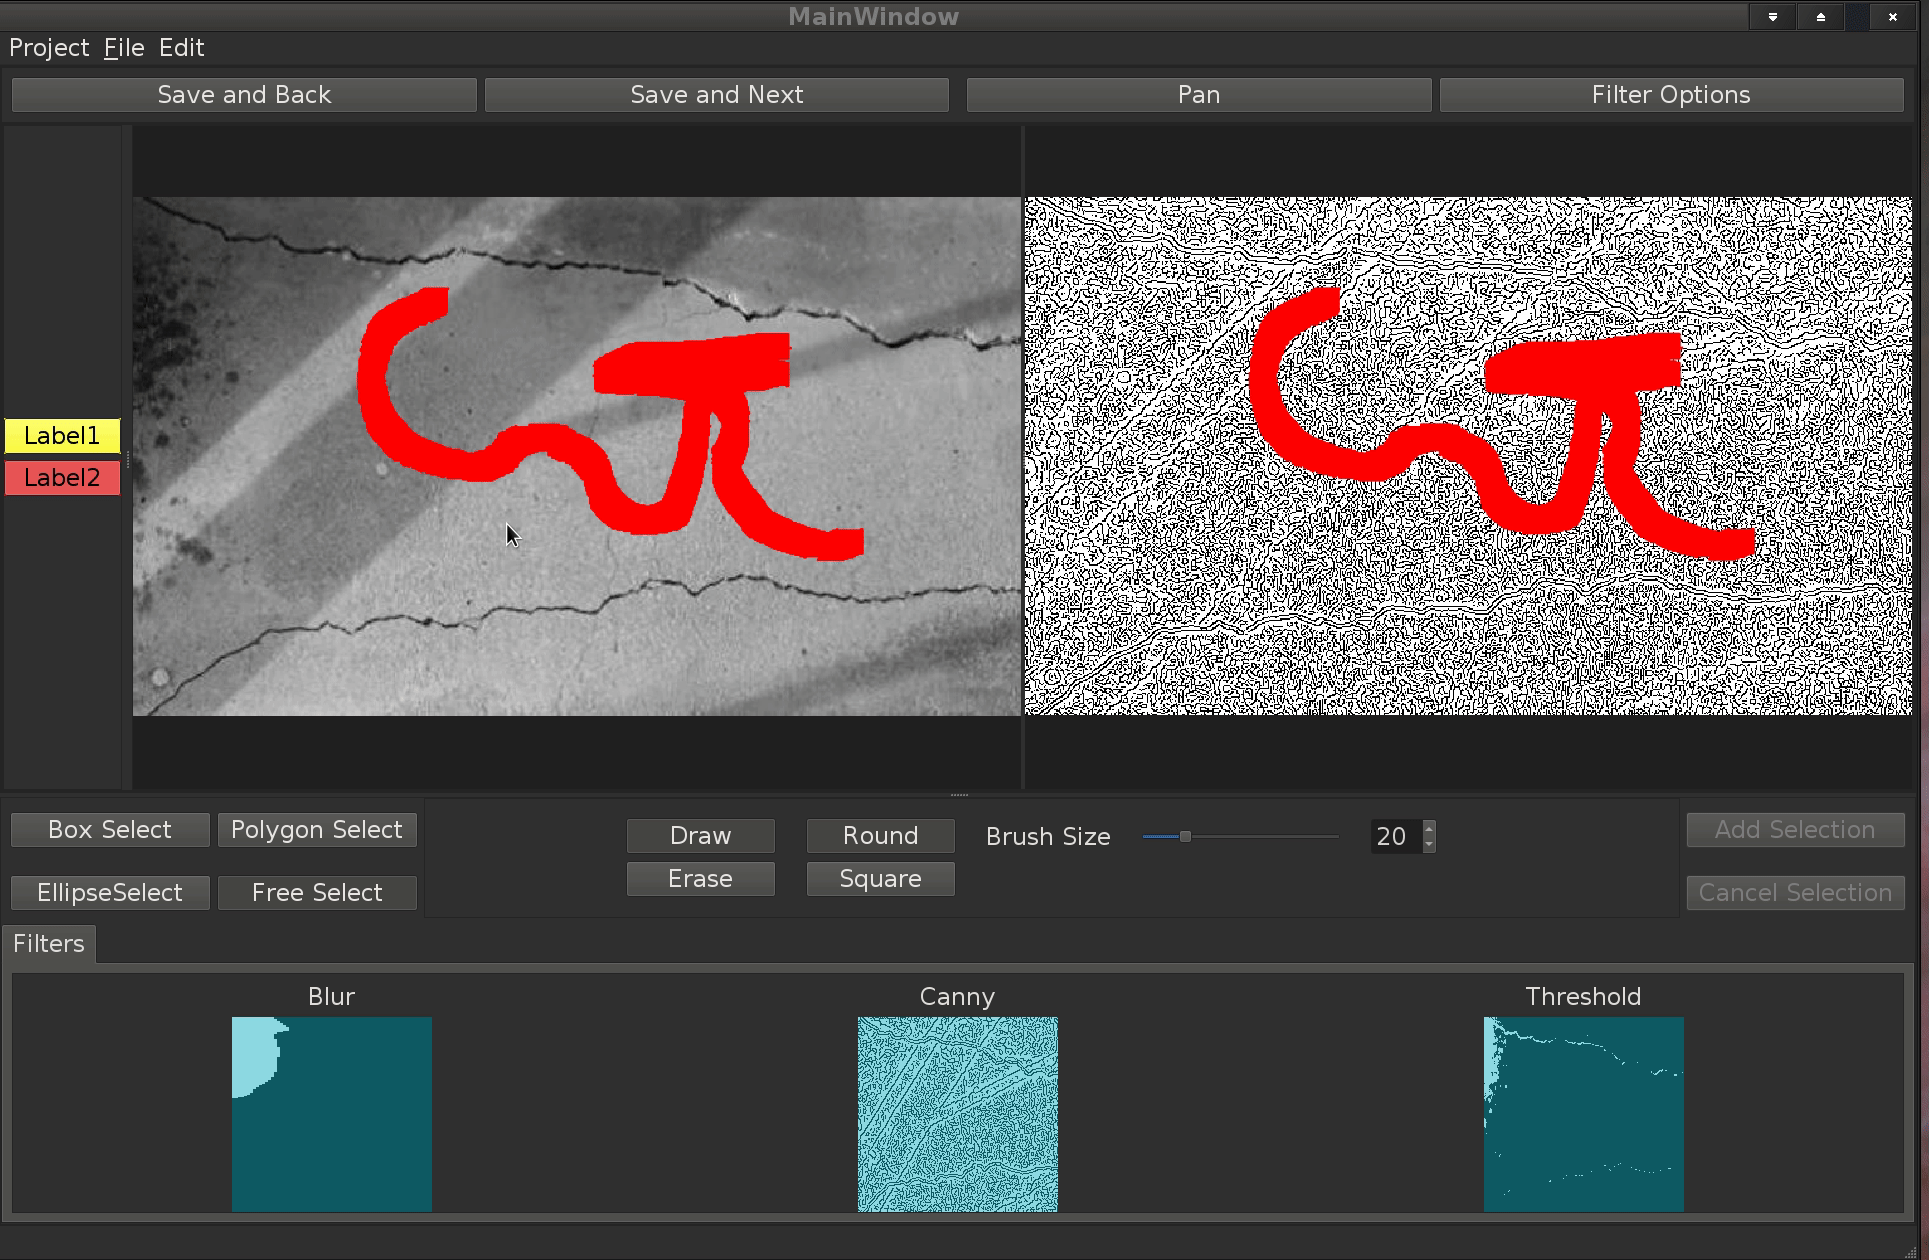 MainWindow
Project File Edit
Save and Back Save and Next Pan Filter Options
Label1
Label2
Box Select Polygon Select Draw Round Brush Size 20 Add Selection
EllipseSelect Free Select Erase Square Cancel Selection
Filters
Blur Canny Threshold